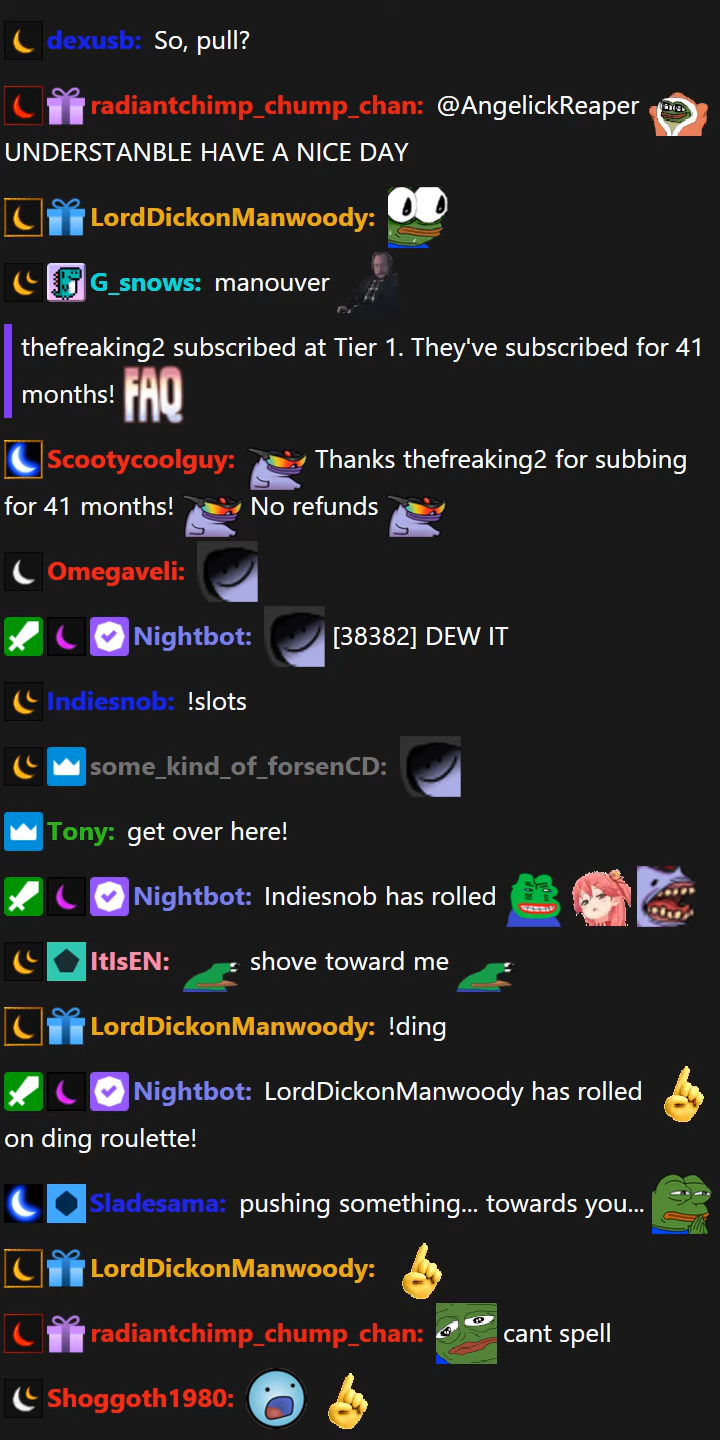 dexusb: So, pull?
radiantchimp_chump_chan: @AngelickReaper
UNDERSTANBLE HAVE A NICE DAY
LordDickonManwoody:
G_snows: manouver
thefreaking2 subscribed at Tier 1. They've subscribed for 41
months! FAQ
Scootycoolguy: Thanks thefreaking2 for subbing
for 41 months! No refunds
Omegaveli:
Nightbot: [38382] DEW IT
Indiesnob: !slots
some_kind_of_forsenCD:
Tony: get over here!
Nightbot: Indiesnob has rolled
ItIsEN: shove toward me
LordDickonManwoody: !ding
Nightbot: LordDickonManwoody has rolled
on ding roulette!
Sladesama: pushing something... towards you...
LordDickonManwoody:
radiantchimp_chump_chan: cant spell
Shoggoth1980: